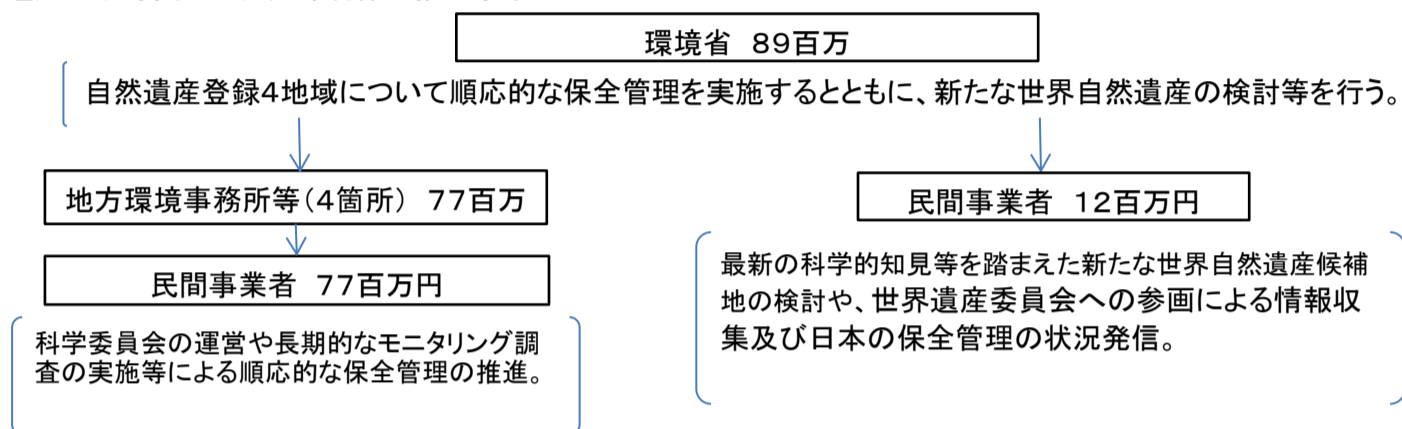 環境省 89百万
自然遺産登録4地域について順応的な保全管理を実施するとともに、新たな世界自然遺産の検討等を行う。
地方環境事務所等(4箇所) 77百万
民間事業者 77百万円
科学委員会の運営や長期的なモニタリング調
査の実施等による順応的な保全管理の推進。
民間事業者 12百万円
最新の科学的知見等を踏まえた新たな世界自然遺産候補
地の検討や、世界遺産委員会への参画による情報収
集及び日本の保全管理の状況発信。